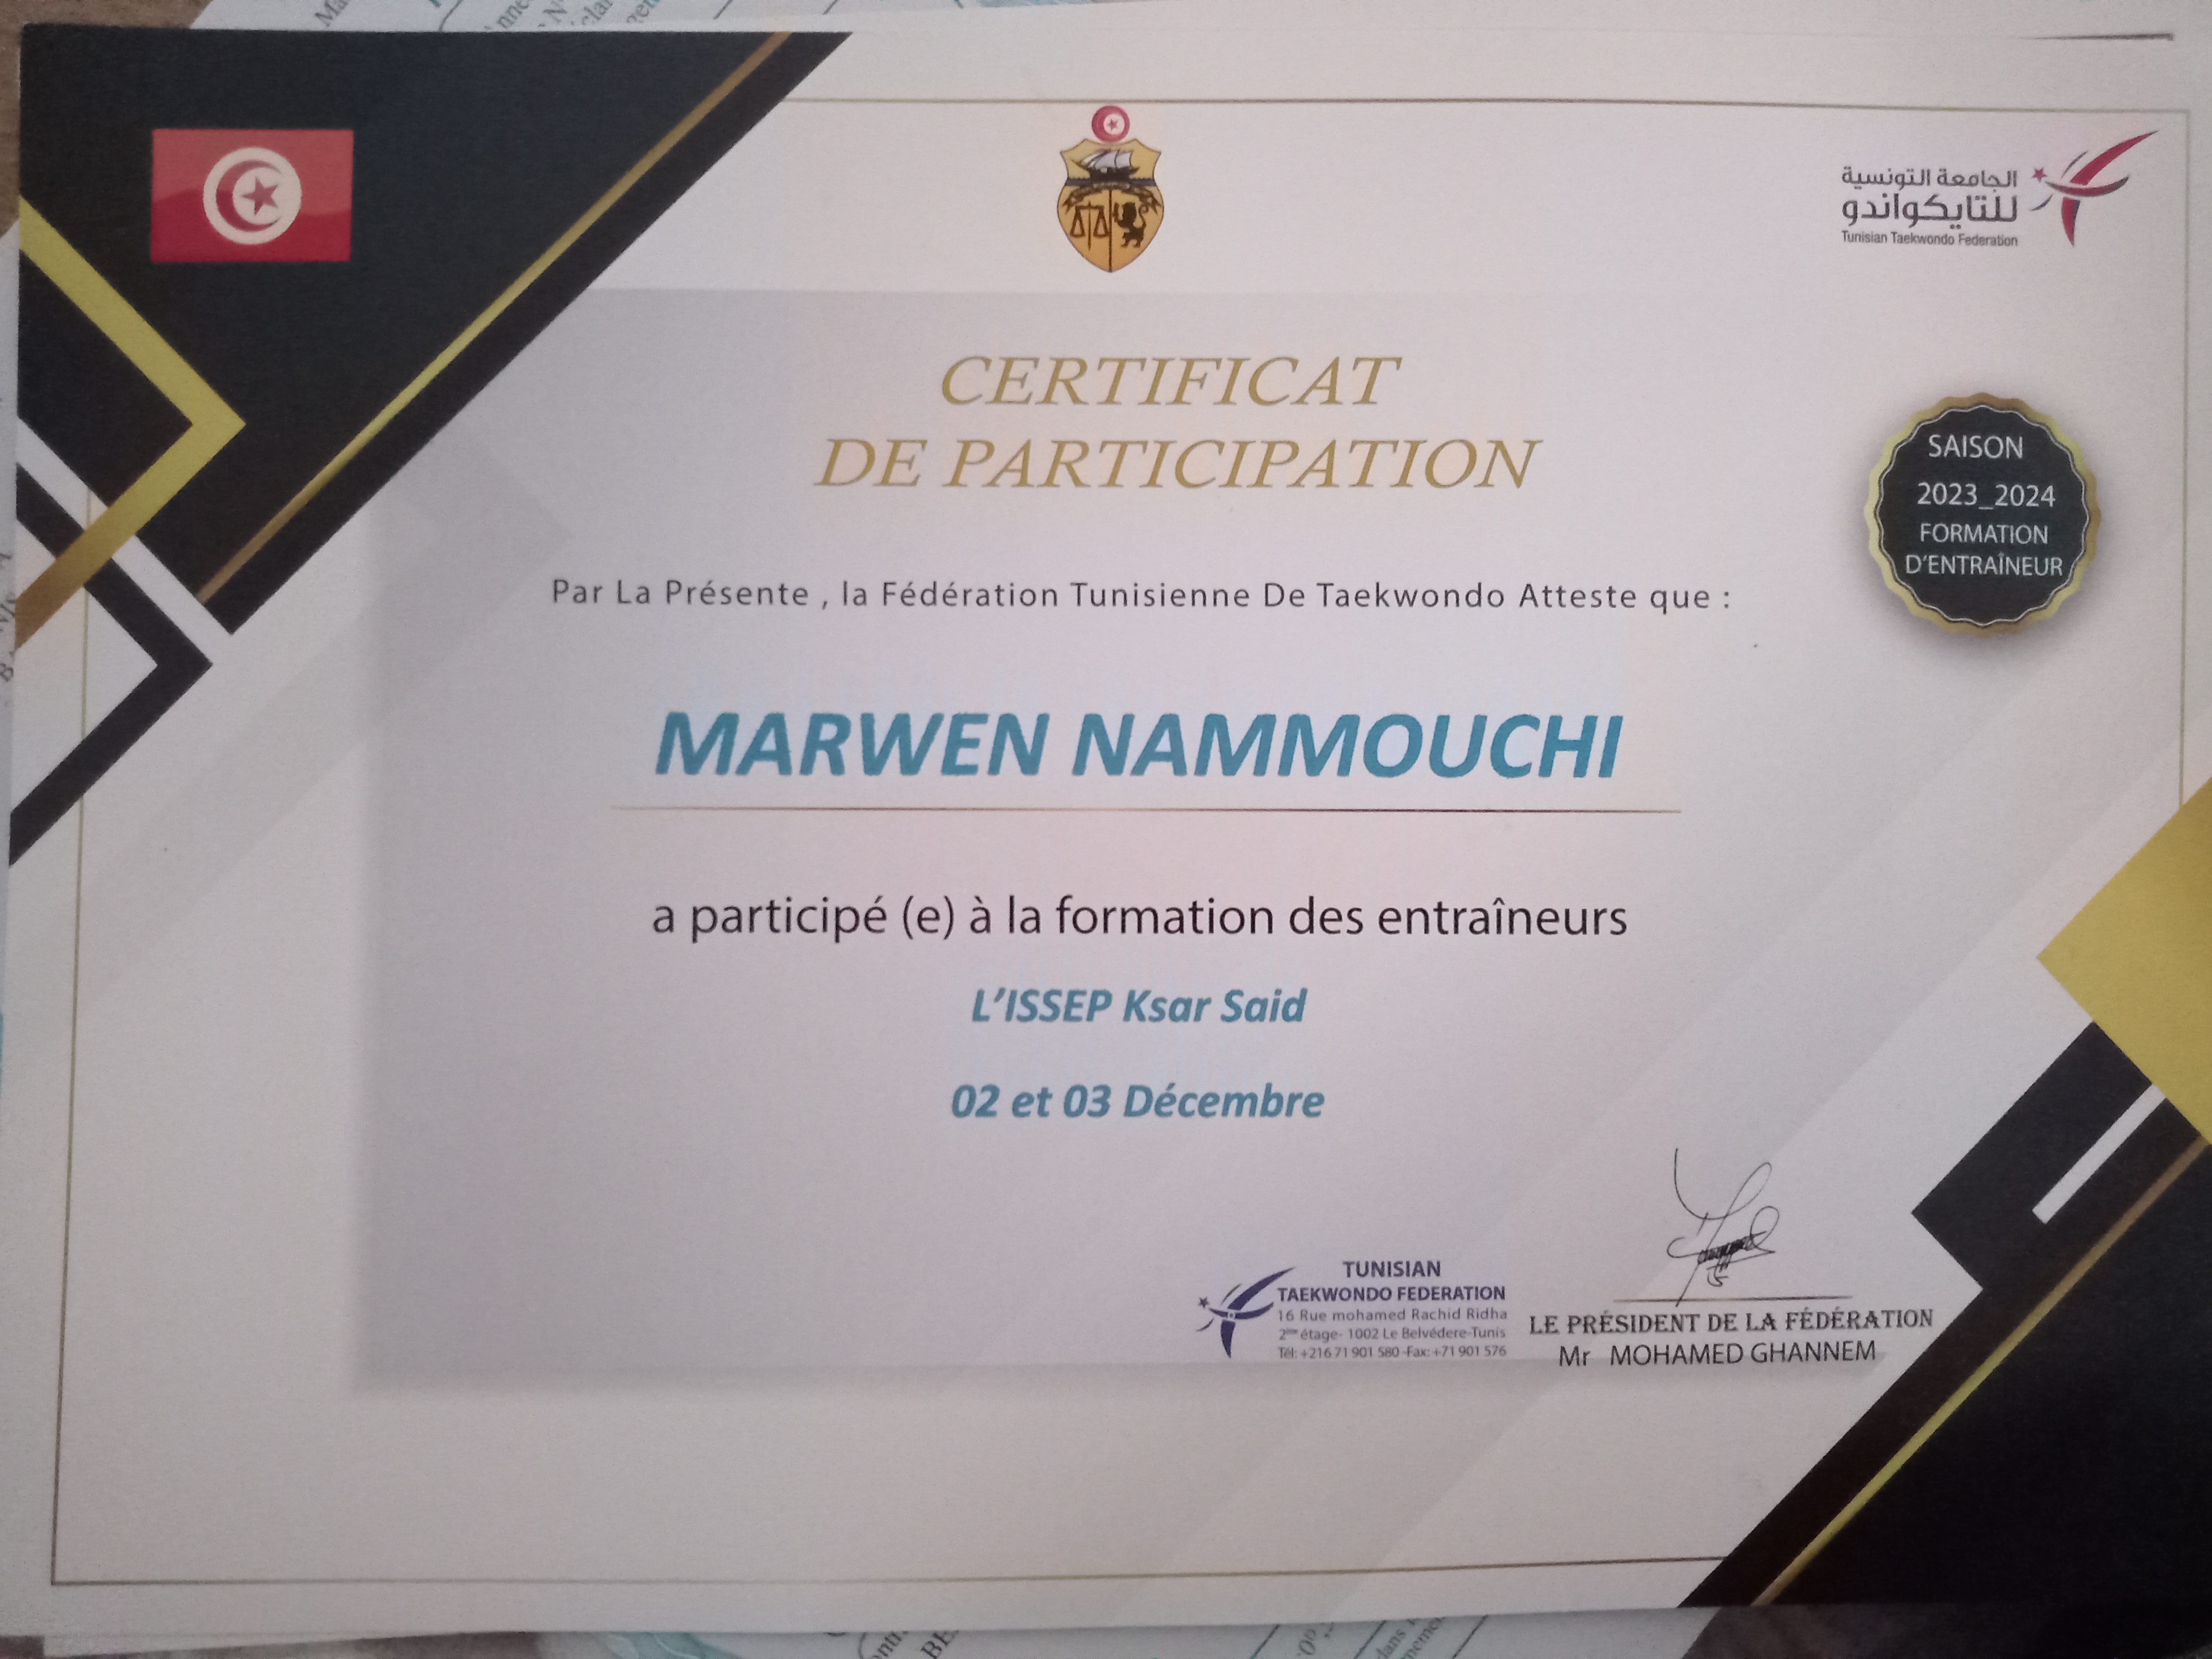 الجامعة التونسية
للتايكواندو
Tunisian Taekwondo Federation
CERTIFICAT
DE PARTICIPATION
SAISON
2023_2024
FORMATION
D'ENTRAÎNEUR
Par La Présente , la Fédération Tunisienne De Taekwondo Atteste que :
MARWEN NAMMOUCHI
a participé (e) à la formation des entraîneurs
L'ISSEP Ksar Said
02 et 03 Décembre
TUNISIAN
TAEKWONDO FEDERATION
16 Rue mohamed Rachid Ridha
2ème étage- 1002 Le Belvédere-Tunis
Tél: +216 71 901 580 -Fax: +71 901 576
LE PRÉSIDENT DE LA FÉDÉRATION
Mr MOHAMED GHANNEM